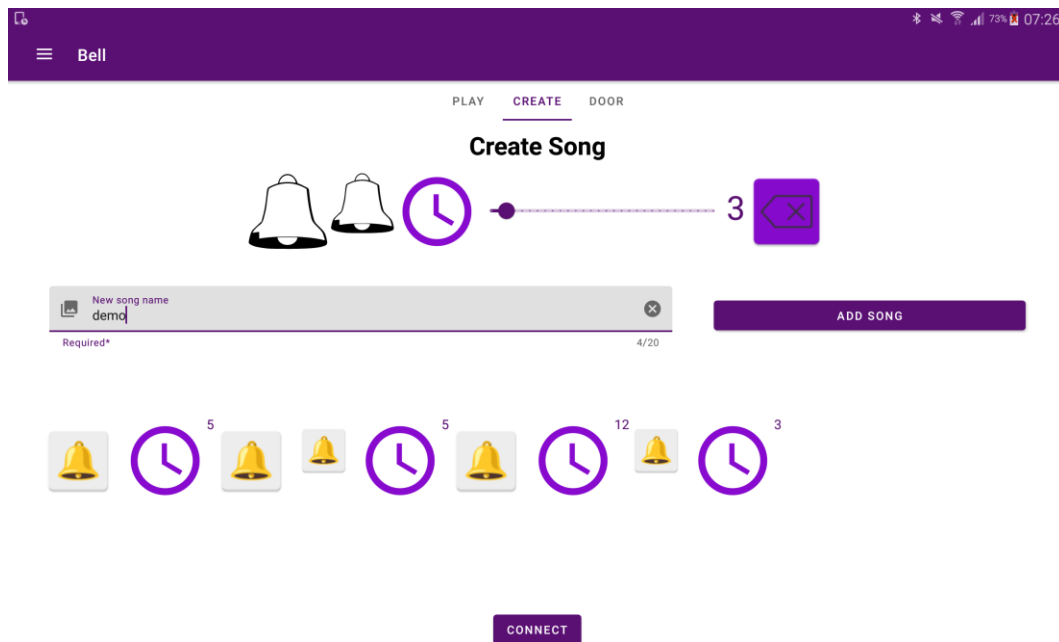 73% 07:26
Bell
PLAY CREATE DOOR
Create Song
3
New song name
demo
ADD SONG
Required* 4/20
5 5 12 3
CONNECT